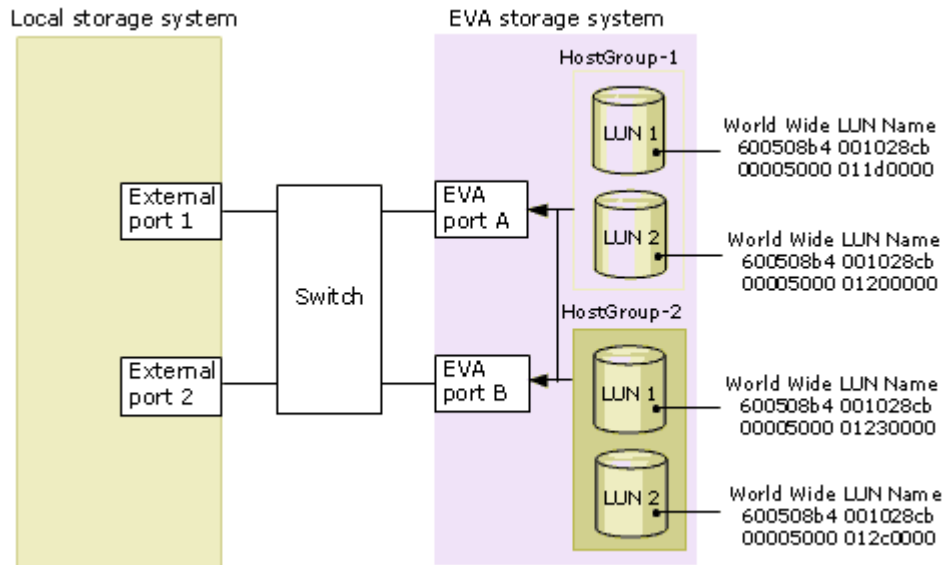 Local storage system
EVA storage system
HostGroup-1
LUN 1
World Wide LUN Name
600508b4 001028cb
00005000 011d0000
External
port 1
EVA
port A
LUN 2
World Wide LUN Name
600508b4 001028cb
00005000 01200000
Switch
HostGroup-2
External
port 2
EVA
port B
LUN 1
World Wide LUN Name
600508b4 001028cb
00005000 01230000
LUN 2
World Wide LUN Name
600508b4 001028cb
00005000 012c0000